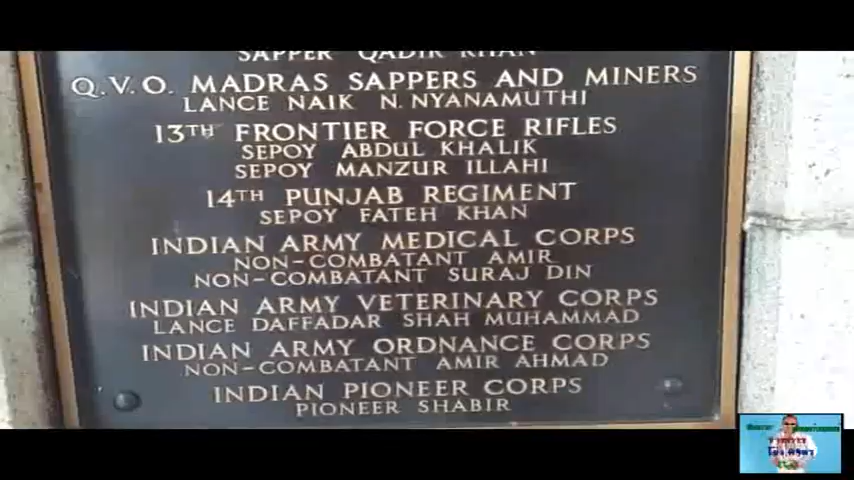 SAPPER QADIR KHAN
Q.V.O. MADRAS SAPPERS AND MINERS
LANCE NAIK N. NYANAMUTHI
13TH FRONTIER FORCE RIFLES
SEPOY ABDUL KHALIK
SEPOY MANZUR ILLAHI
14TH PUNJAB REGIMENT
SEPOY FATEH KHAN
INDIAN ARMY MEDICAL CORPS
NON-COMBATANT AMIR
NON-COMBATANT SURAJ DIN
INDIAN ARMY VETERINARY CORPS
LANCE DAFFADAR SHAH MUHAMMAD
INDIAN ARMY ORDNANCE CORPS
NON-COMBATANT AMIR AHMAD
INDIAN PIONEER CORPS
PIONEER SHABIR